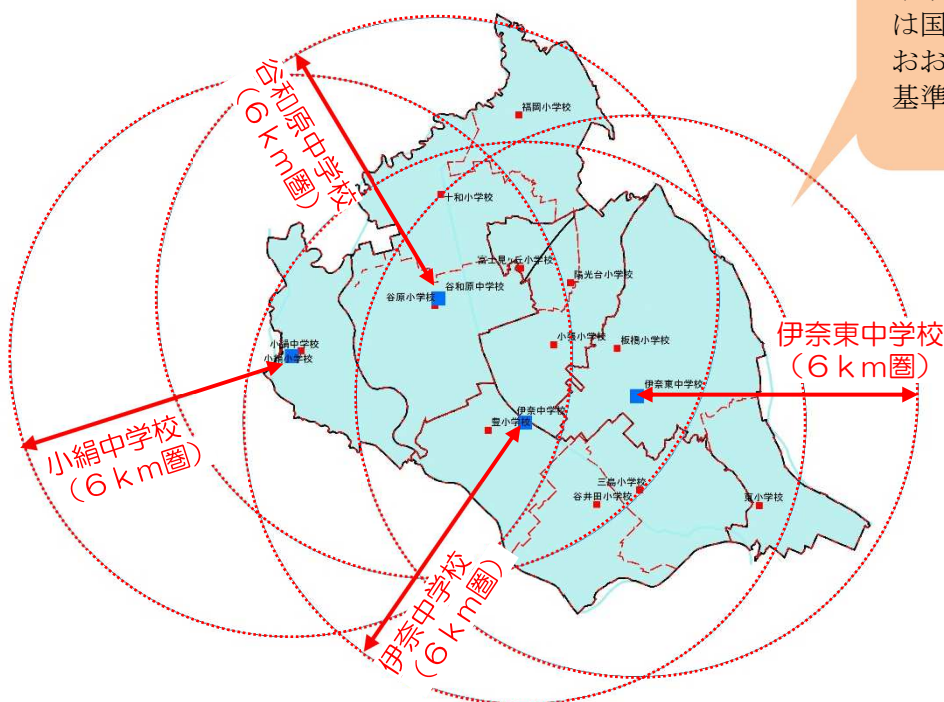 は国
おお
基準
谷和原中学校
（6km圏）
福岡小学校
十和小学校
富士見ヶ丘小学校
陽光台小学校
谷和原中学校
谷原小学校
小絹中学校
小絹小学校
小張小学校
板橋小学校
伊奈東中学校
（6km圏）
伊奈東中学校
伊奈中学校
豊小学校
小絹中学校
（6km圏）
三島小学校
谷井田小学校
東小学校
伊奈中学校
（6km圏）